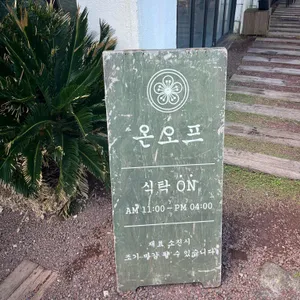 온오프
식탁 ON
AM 11:00 - PM 04:00
재료 소진시
조기 마감 할 수 있습니다